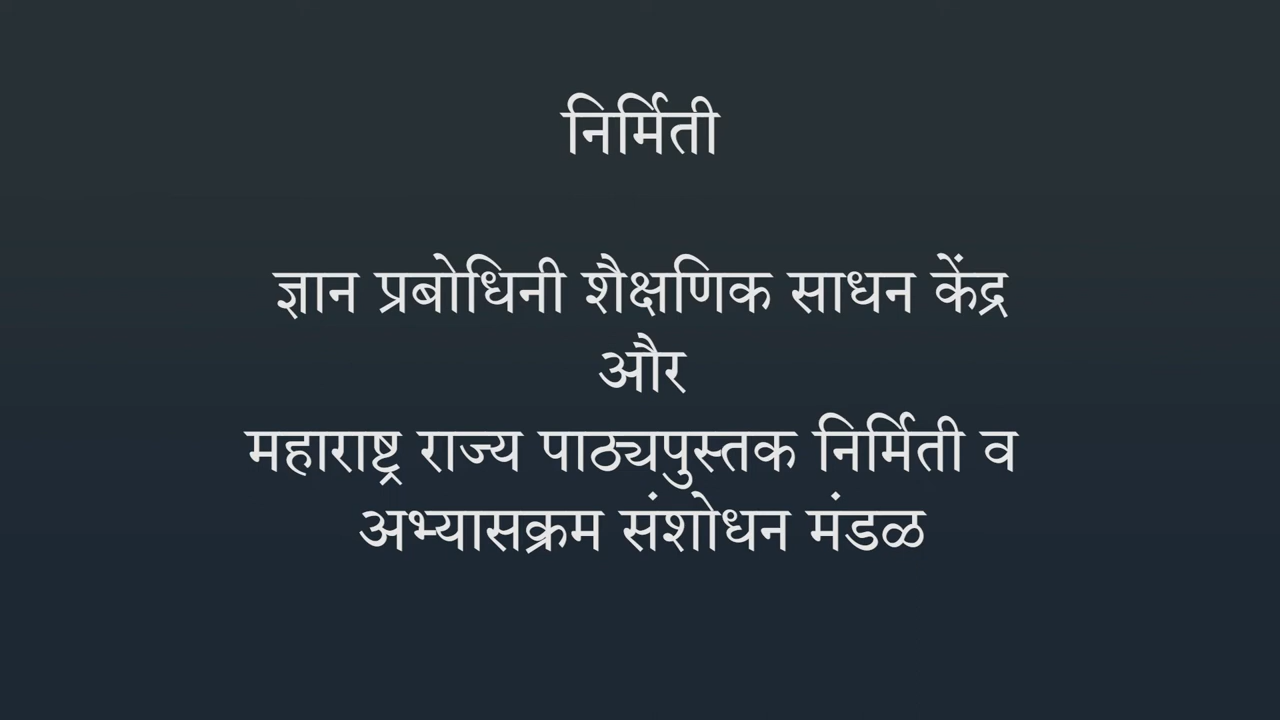 निर्मिती
ज्ञान प्रबोधिनी शैक्षणिक साधन केंद्र
और
महाराष्ट्र राज्य पाठ्यपुस्तक निर्मिती व
अभ्यासक्रम संशोधन मंडळ